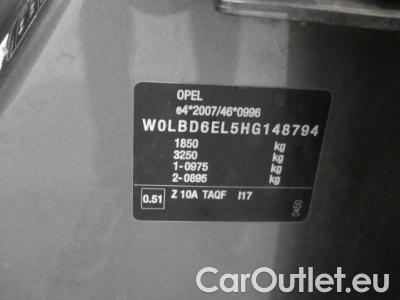 OPEL
e4*2007/46*0996
W0LBD6EL5HG148794
1850 kg
3250 kg
1-0975 kg
2-0895 kg
0.51 Z 10A TAQF I17
0450
CarOutlet.eu